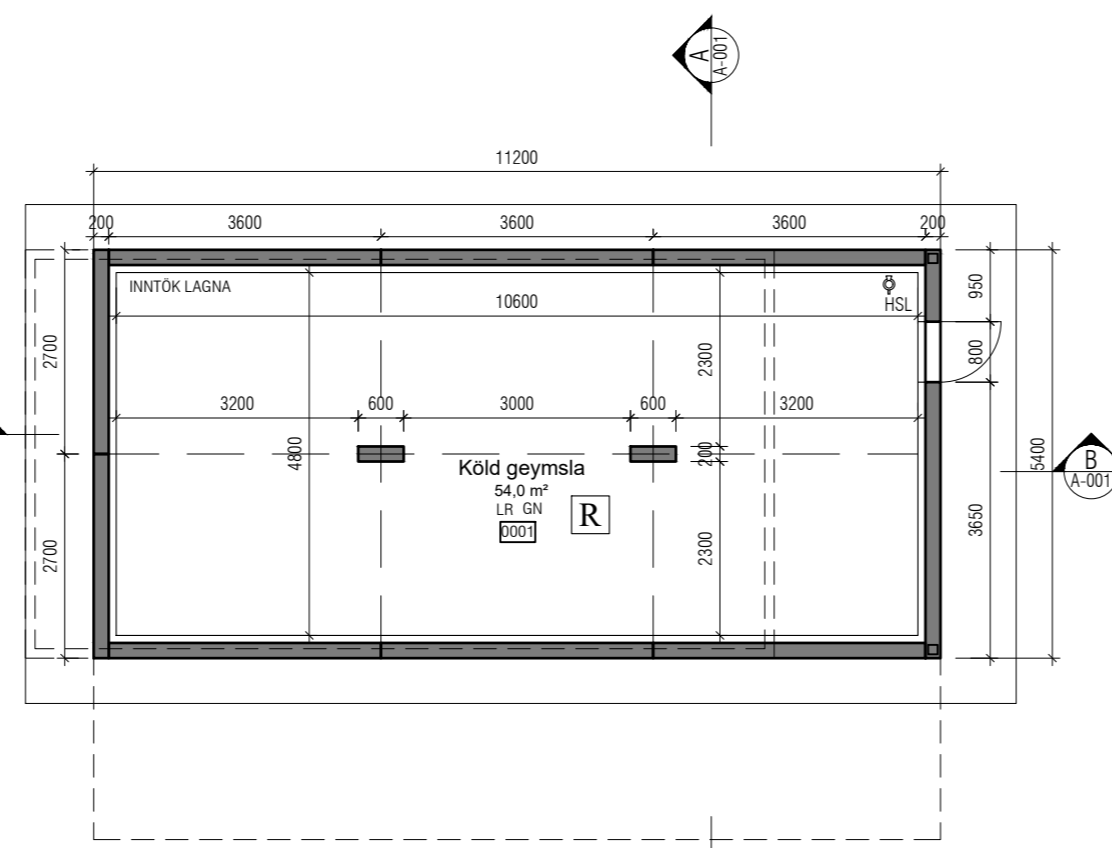 A
A-001
11200
200 3600 3600 3600 200
INNTÖK LAGNA
HSL
10600
950
2700
2300
800
3200 600 3000 600 3200
4800
200
5400
Köld geymsla
54,0 m²
LR GN
0001
R
B
A-001
2700
2300
3650